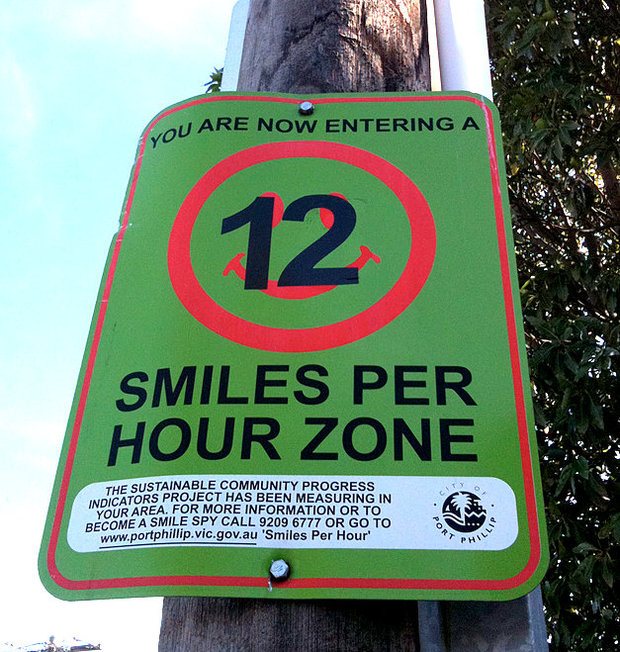 YOU ARE NOW ENTERING A
12
SMILES PER
HOUR ZONE
THE SUSTAINABLE COMMUNITY PROGRESS
INDICATORS PROJECT HAS BEEN MEASURING IN
YOUR AREA. FOR MORE INFORMATION OR TO
BECOME A SMILE SPY CALL 9209 6777 OR GO TO
www.portphillip.vic.gov.au 'Smiles Per Hour'
CITY OF
PORT PHILLIP